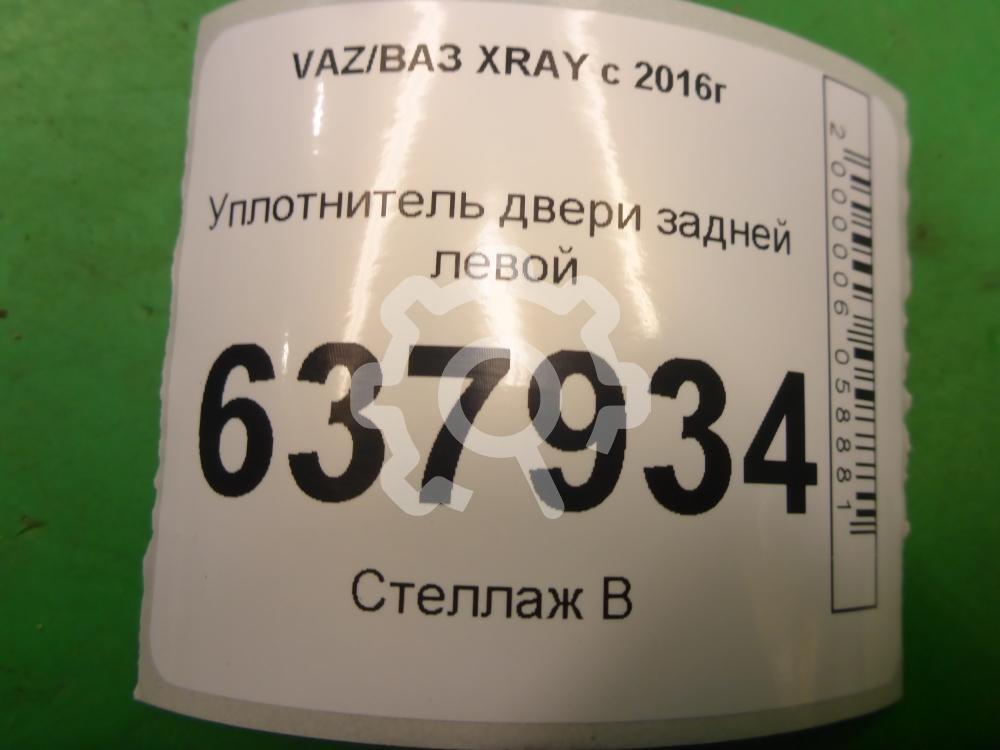 VAZ/ВАЗ XRAY с 2016г
Уплотнитель двери задней
левой
637934
Стеллаж В
2000006058881